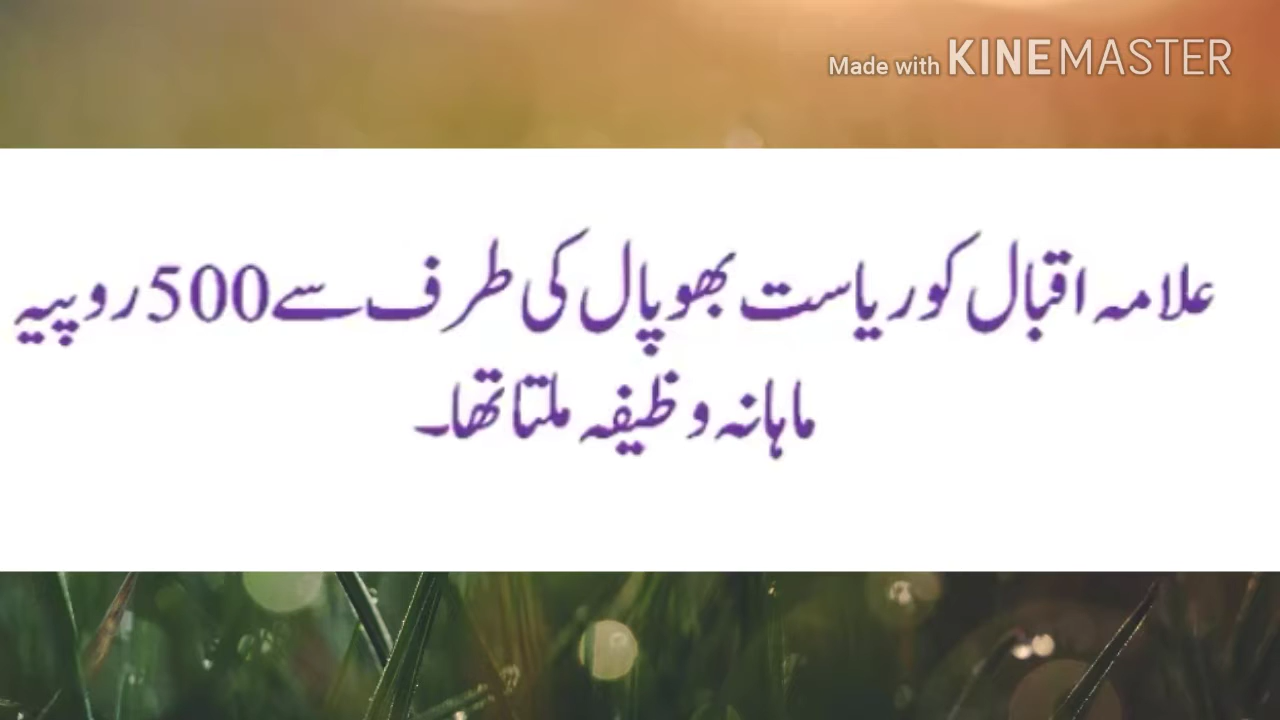 Made with KINEMASTER
علامہ اقبال کو ریاست بھوپال کی طرف سے 500 روپیہ
ماہانہ وظیفہ ملتا تھا۔